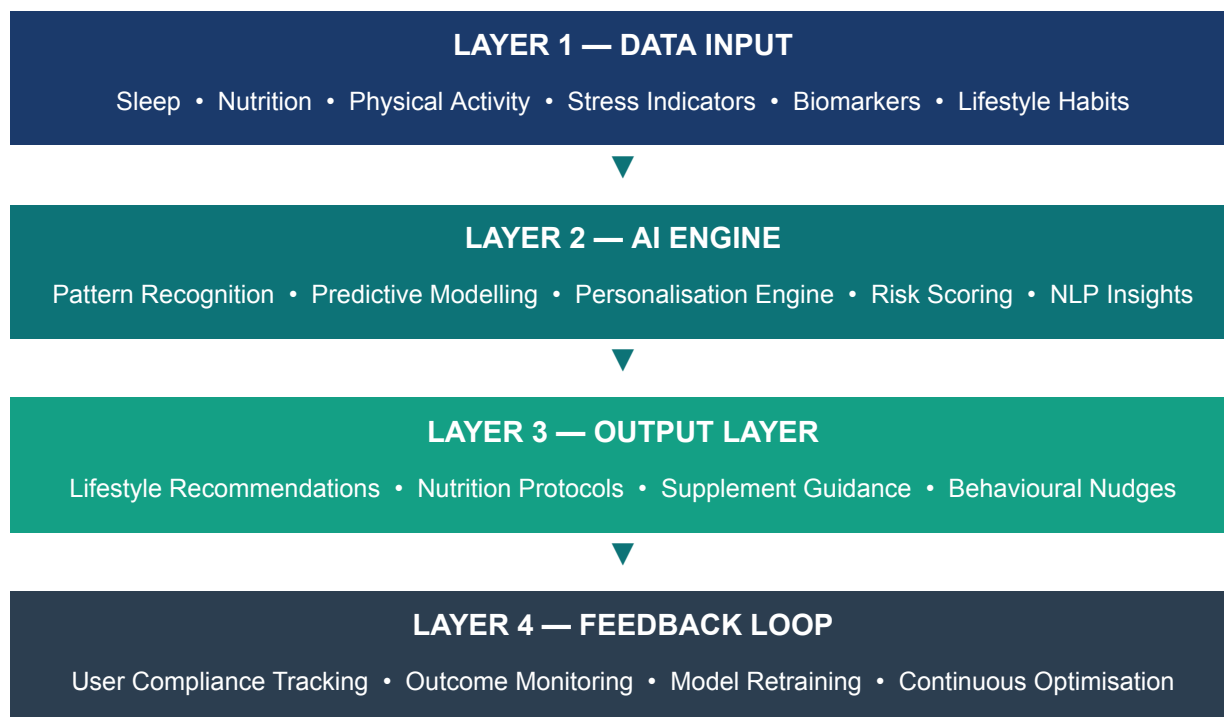 LAYER 1 — DATA INPUT
Sleep • Nutrition • Physical Activity • Stress Indicators • Biomarkers • Lifestyle Habits
LAYER 2 — AI ENGINE
Pattern Recognition • Predictive Modelling • Personalisation Engine • Risk Scoring • NLP Insights
LAYER 3 — OUTPUT LAYER
Lifestyle Recommendations • Nutrition Protocols • Supplement Guidance • Behavioural Nudges
LAYER 4 — FEEDBACK LOOP
User Compliance Tracking • Outcome Monitoring • Model Retraining • Continuous Optimisation